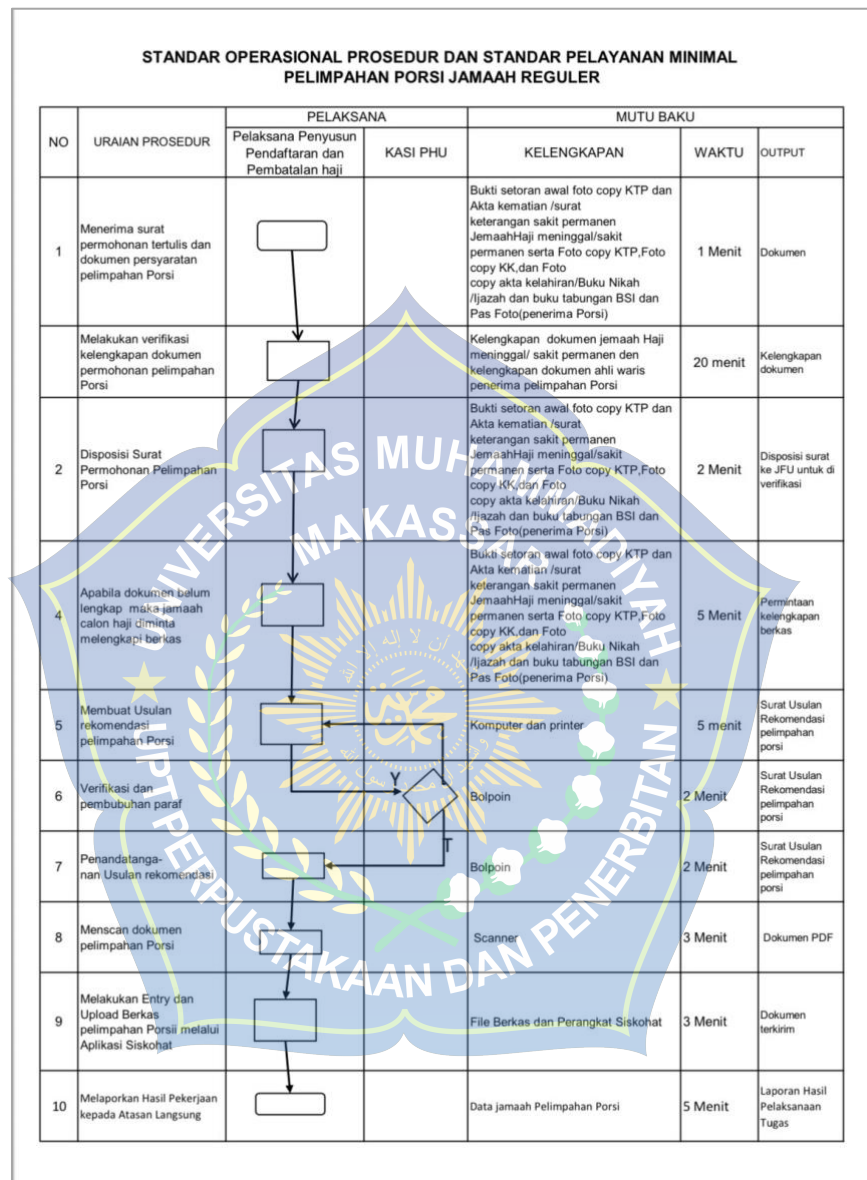 STANDAR OPERASIONAL PROSEDUR DAN STANDAR PELAYANAN MINIMAL
PELIMPAHAN PORSI JAMAAH REGULER
NO
URAIAN PROSEDUR
PELAKSANA
MUTU BAKU
Pelaksana Penyusun
Pendaftaran dan
Pembatalan haji
KASI PHU
KELENGKAPAN
WAKTU
OUTPUT
1
Menerima surat
permohonan tertulis dan
dokumen persyaratan
pelimpahan Porsi
Bukti setoran awal foto copy KTP dan
Akta kematian /surat
keterangan sakit permanen
JemaahHaji meninggal/sakit
permanen serta Foto copy KTP,Foto
copy KK,dan Foto
copy akta kelahiran/Buku Nikah
/Ijazah dan buku tabungan BSI dan
Pas Foto(penerima Porsi)
1 Menit
Dokumen
Melakukan verifikasi
kelengkapan dokumen
permohonan pelimpahan
Porsi
Kelengkapan dokumen jemaah Haji
meninggal/ sakit permanen den
kelengkapan dokumen ahli waris
penerima pelimpahan Porsi
20 menit
Kelengkapan
dokumen
2
Disposisi Surat
Permohonan Pelimpahan
Porsi
Bukti setoran awal foto copy KTP dan
Akta kematian /surat
keterangan sakit permanen
JemaahHaji meninggal/sakit
permanen serta Foto copy KTP,Foto
copy KK,dan Foto
copy akta kelahiran/Buku Nikah
/Ijazah dan buku tabungan BSI dan
Pas Foto(penerima Porsi)
2 Menit
Disposisi surat
ke JFU untuk di
verifikasi
4
Apabila dokumen belum
lengkap maka jamaah
calon haji diminta
melengkapi berkas
Bukti setoran awal foto copy KTP dan
Akta kematian /surat
keterangan sakit permanen
JemaahHaji meninggal/sakit
permanen serta Foto copy KTP,Foto
copy KK,dan Foto
copy akta kelahiran/Buku Nikah
/Ijazah dan buku tabungan BSI dan
Pas Foto(penerima Porsi)
5 Menit
Permintaan
kelengkapan
berkas
5
Membuat Usulan
rekomendasi
pelimpahan Porsi
Komputer dan printer
5 menit
Surat Usulan
Rekomendasi
pelimpahan
porsi
6
Verifikasi dan
pembubuhan paraf
Y
Bolpoin
2 Menit
Surat Usulan
Rekomendasi
pelimpahan
porsi
T
7
Penandatanga-
nan Usulan rekomendasi
Bolpoin
2 Menit
Surat Usulan
Rekomendasi
pelimpahan
porsi
8
Menscan dokumen
pelimpahan Porsi
Scanner
3 Menit
Dokumen PDF
9
Melakukan Entry dan
Upload Berkas
pelimpahan Porsii melalui
Aplikasi Siskohat
File Berkas dan Perangkat Siskohat
3 Menit
Dokumen
terkirim
10
Melaporkan Hasil Pekerjaan
kepada Atasan Langsung
Data jamaah Pelimpahan Porsi
5 Menit
Laporan Hasil
Pelaksanaan
Tugas
UNIVERSITAS MUHAMMADIYAH
MAKASSAR
UPT PERPUSTAKAAN DAN PENERBITAN